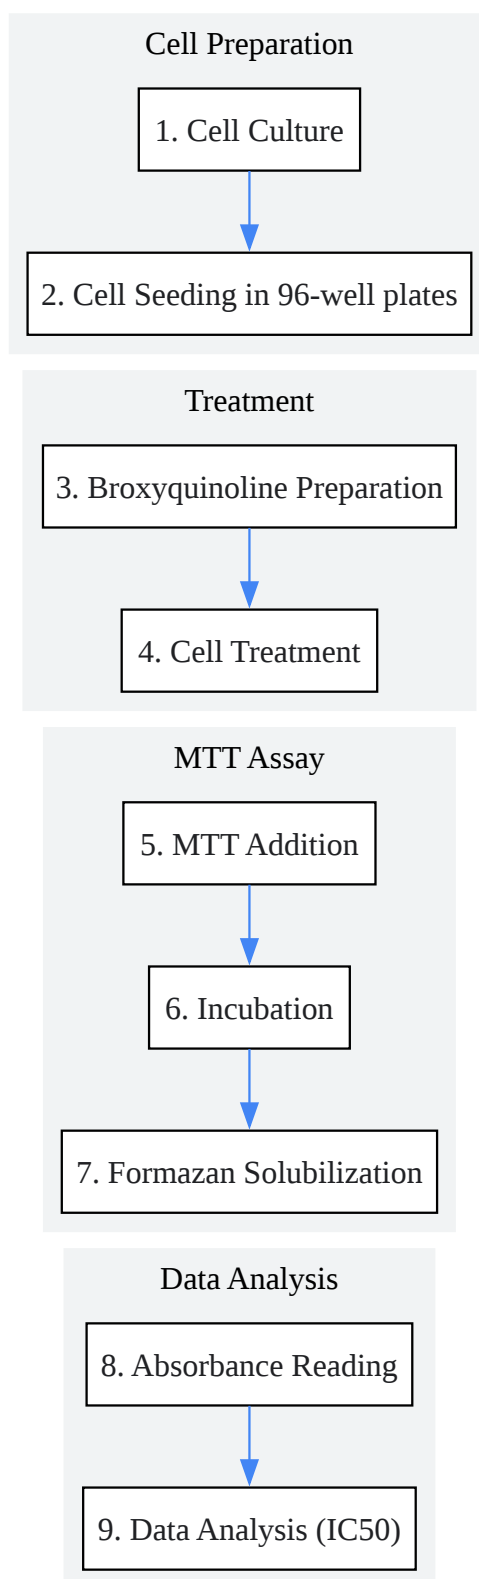 Cell Preparation
1. Cell Culture
2. Cell Seeding in 96-well plates
Treatment
3. Broxyquinoline Preparation
4. Cell Treatment
MTT Assay
5. MTT Addition
6. Incubation
7. Formazan Solubilization
Data Analysis
8. Absorbance Reading
9. Data Analysis (IC50)